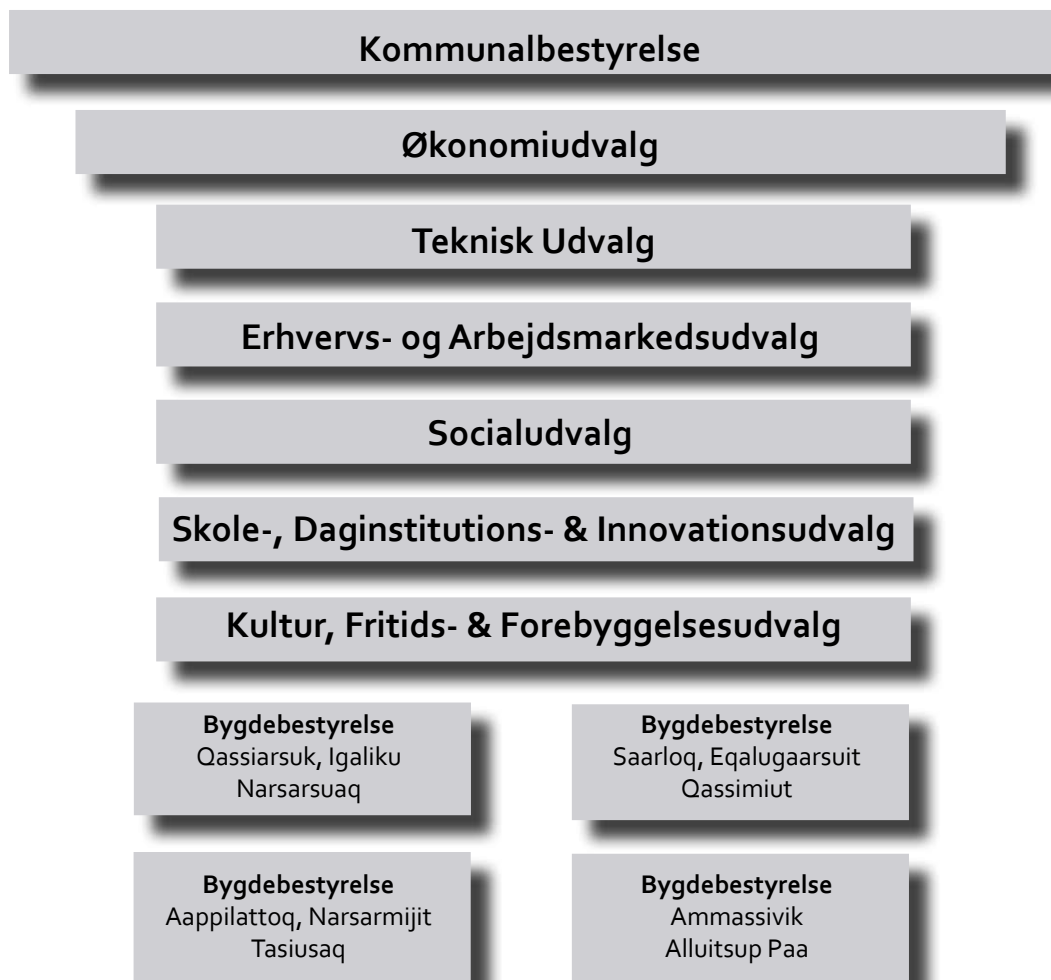 Kommunalbestyrelse
Økonomiudvalg
Teknisk Udvalg
Erhvervs- og Arbejdsmarkedsudvalg
Socialudvalg
Skole-, Daginstitutions- & Innovationsudvalg
Kultur, Fritids- & Forebyggelsesudvalg
Bygdebestyrelse
Qassiarsuk, Igaliku
Narsarsuaq
Bygdebestyrelse
Saarloq, Eqalugaarsuit
Qassimiut
Bygdebestyrelse
Aappilattoq, Narsarmijit
Tasiusaq
Bygdebestyrelse
Ammassivik
Alluitsup Paa